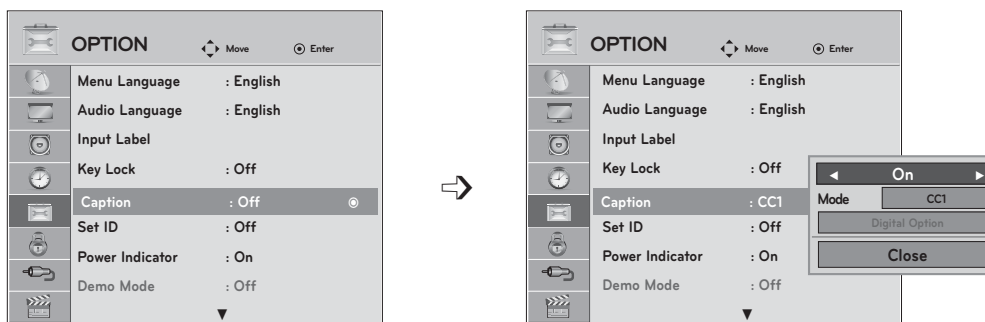 OPTION Move Enter
Menu Language : English
Audio Language : English
Input Label
Key Lock : Off
Caption : Off
Set ID : Off
Power Indicator : On
Demo Mode : Off
OPTION Move Enter
Menu Language : English
Audio Language : English
Input Label
Key Lock : Off
Caption : CC1
Set ID : Off
Power Indicator : On
Demo Mode : Off
◀ On ▶
Mode CC1
Digital Option
Close